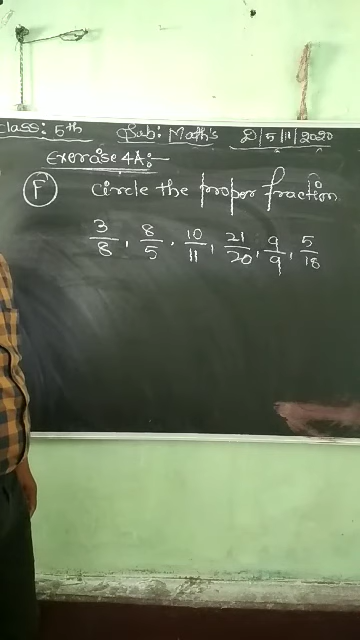 class: 5th Sub: Math's D/5/11/2020
Exercise 4A:-
F circle the proper fraction
3/8, 8/5, 10/11, 21/20, 9/9, 5/18